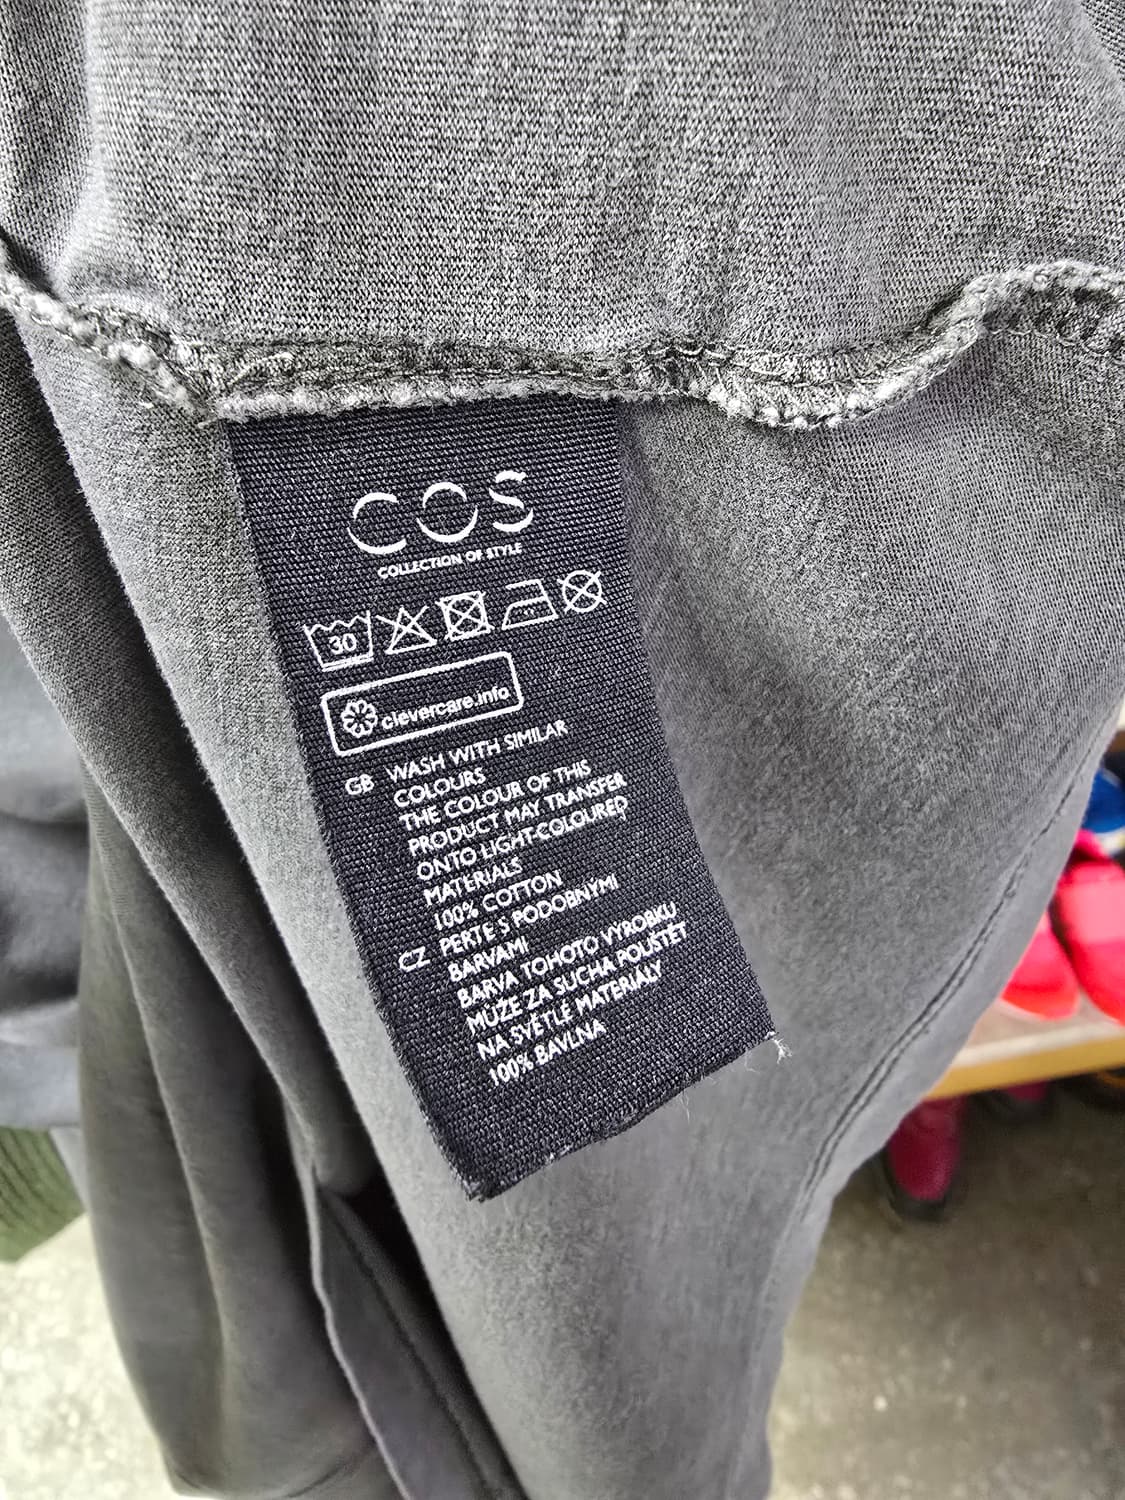 COS
COLLECTION OF STYLE
30
clevercare.info
GB WASH WITH SIMILAR
COLOURS
THE COLOUR OF THIS
PRODUCT MAY TRANSFER
ONTO LIGHT-COLOURED
MATERIALS
100% COTTON
CZ PERTE S PODOBNÝMI
BARVAMI
BARVA TOHOTO VÝROBKU
MŮŽE ZA SUCHA POUŠTĚT
NA SVĚTLÉ MATERIÁLY
100% BAVLNA